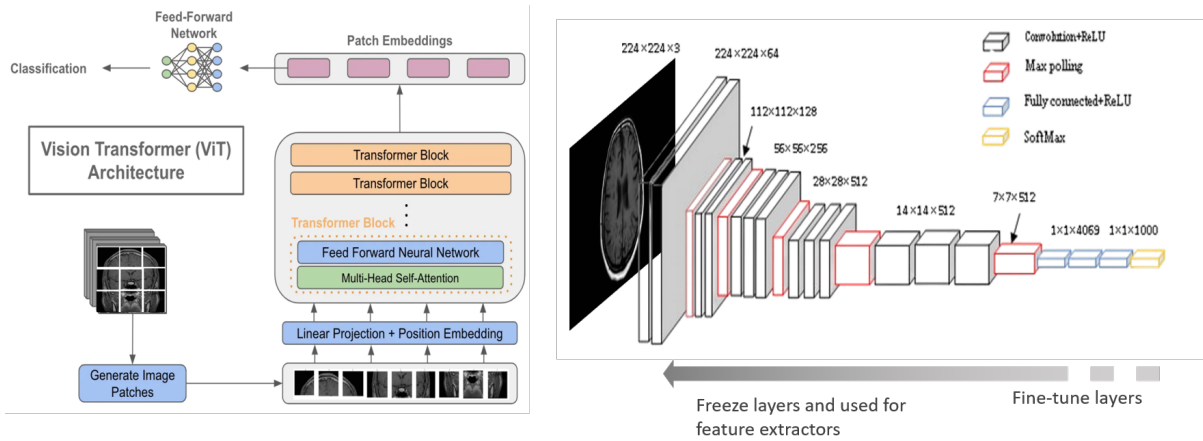 Feed-Forward
Network
Classification
Patch Embeddings
Vision Transformer (ViT)
Architecture
Transformer Block
Transformer Block
Transformer Block
Feed Forward Neural Network
Multi-Head Self-Attention
Linear Projection + Position Embedding
Generate Image
Patches
224×224×3
224×224×64
112×112×128
56×56×256
28×28×512
14×14×512
7×7×512
1×1×4069
1×1×1000
Convolution+ReLU
Max polling
Fully connected+ReLU
SoftMax
Freeze layers and used for
feature extractors
Fine-tune layers